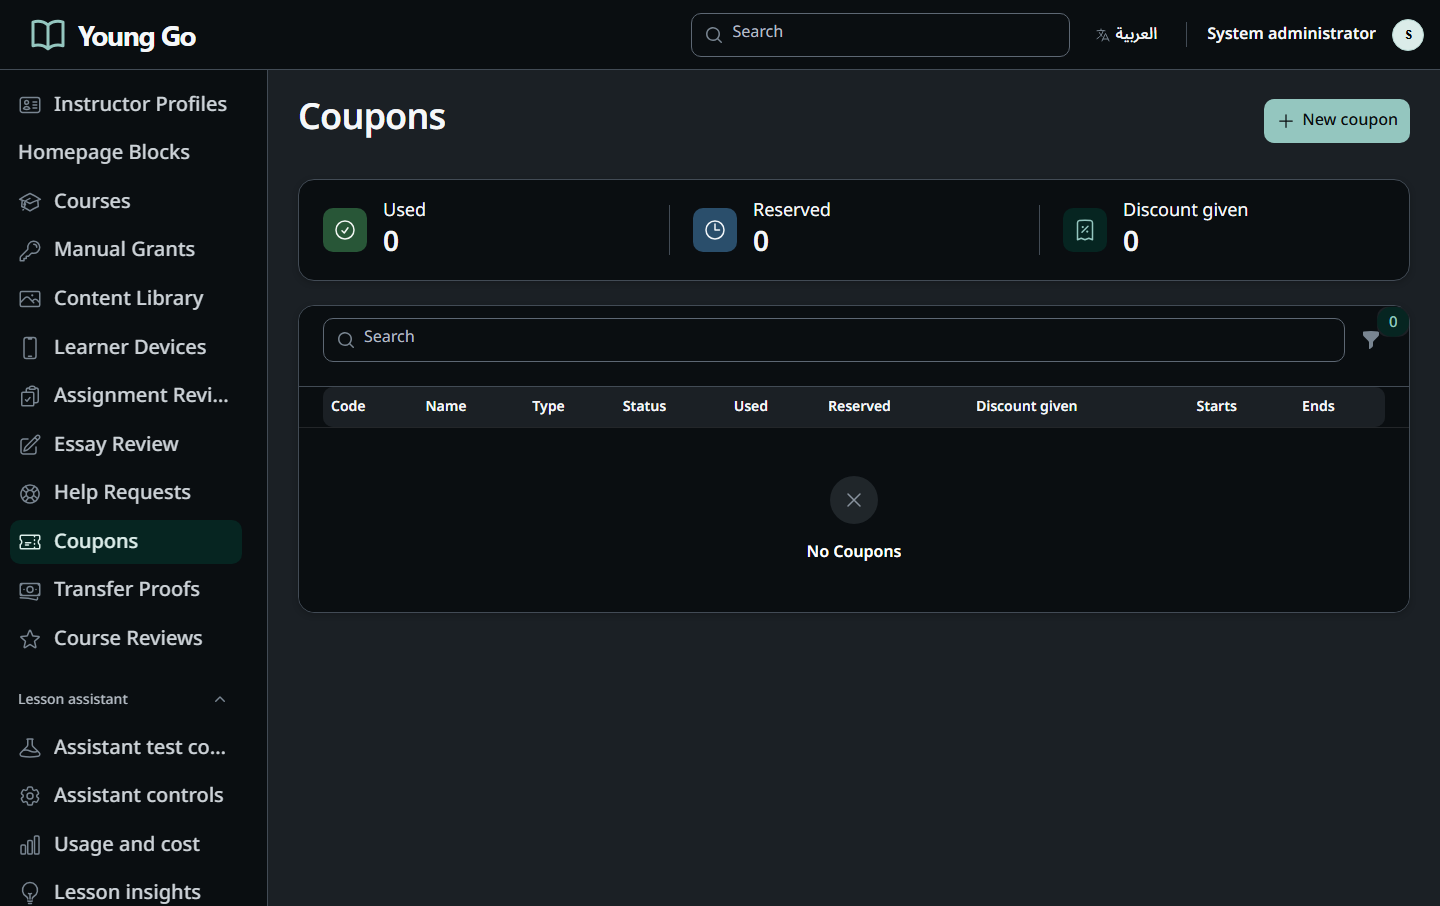 Young Go
Search
العربية
System administrator
S
Instructor Profiles
Homepage Blocks
Courses
Manual Grants
Content Library
Learner Devices
Assignment Revi...
Essay Review
Help Requests
Coupons
Transfer Proofs
Course Reviews
Lesson assistant
Assistant test co...
Assistant controls
Usage and cost
Lesson insights
Coupons
New coupon
Used
0
Reserved
0
Discount given
0
Search
0
Code Name Type Status Used Reserved Discount given Starts Ends
No Coupons